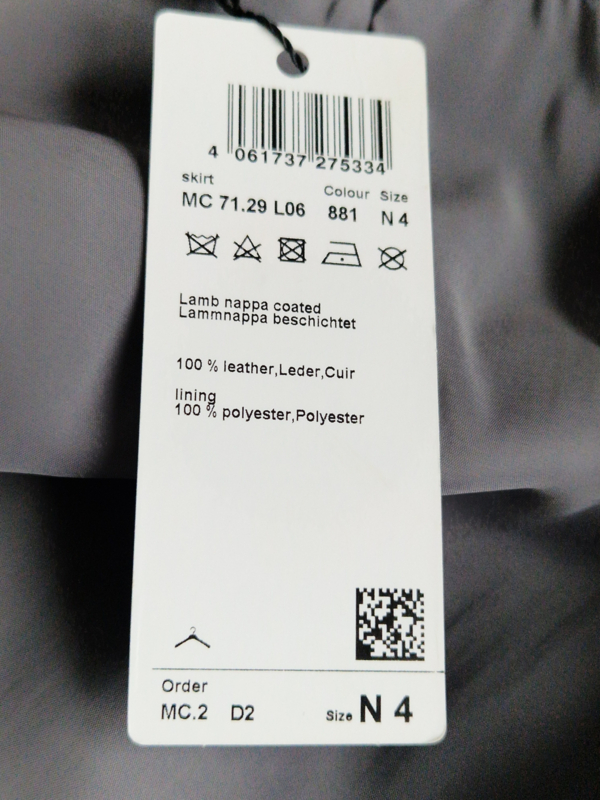 4 061737 275334
skirt Colour Size
MC 71.29 L06 881 N 4
Lamb nappa coated
Lammnappa beschichtet
100 % leather,Leder,Cuir
lining
100 % polyester,Polyester
2
Order
MC.2 D2 Size N 4